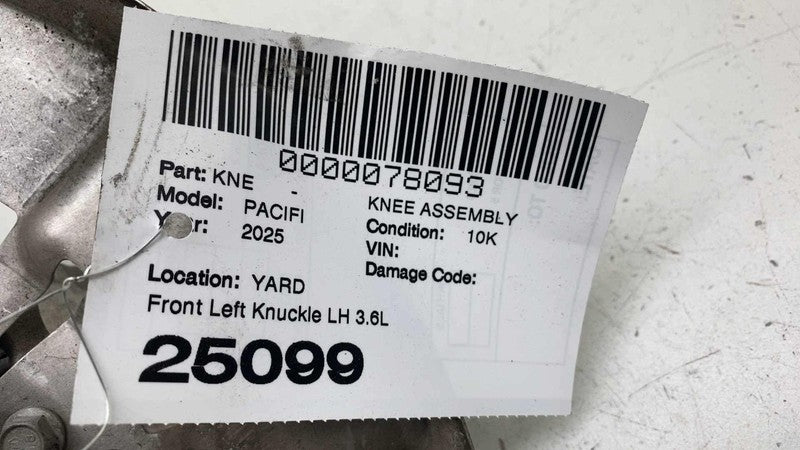 0000078093
Part: KNE -
Model: PACIFI
Year: 2025
KNEE ASSEMBLY
Condition: 10K
VIN:
Damage Code:
Location: YARD
Front Left Knuckle LH 3.6L
25099